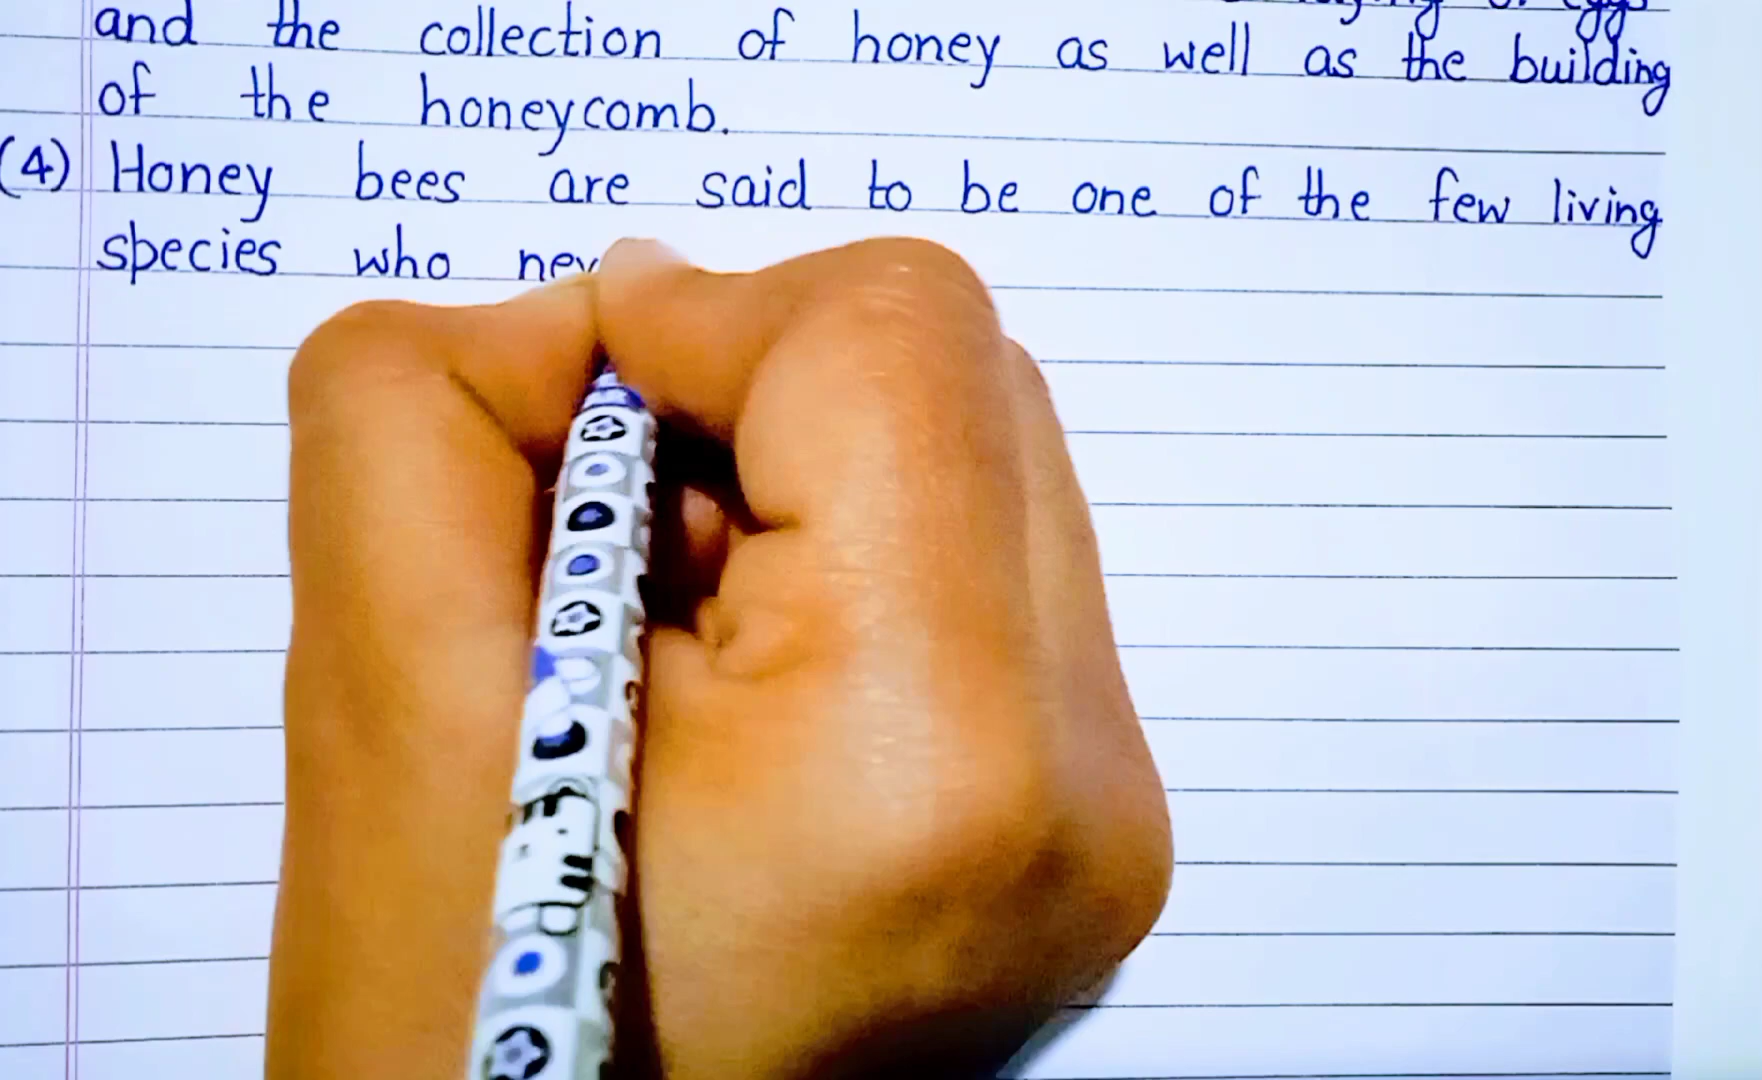 and the collection of honey as well as the building
of the honeycomb.
(4) Honey bees are said to be one of the few living
species who nev